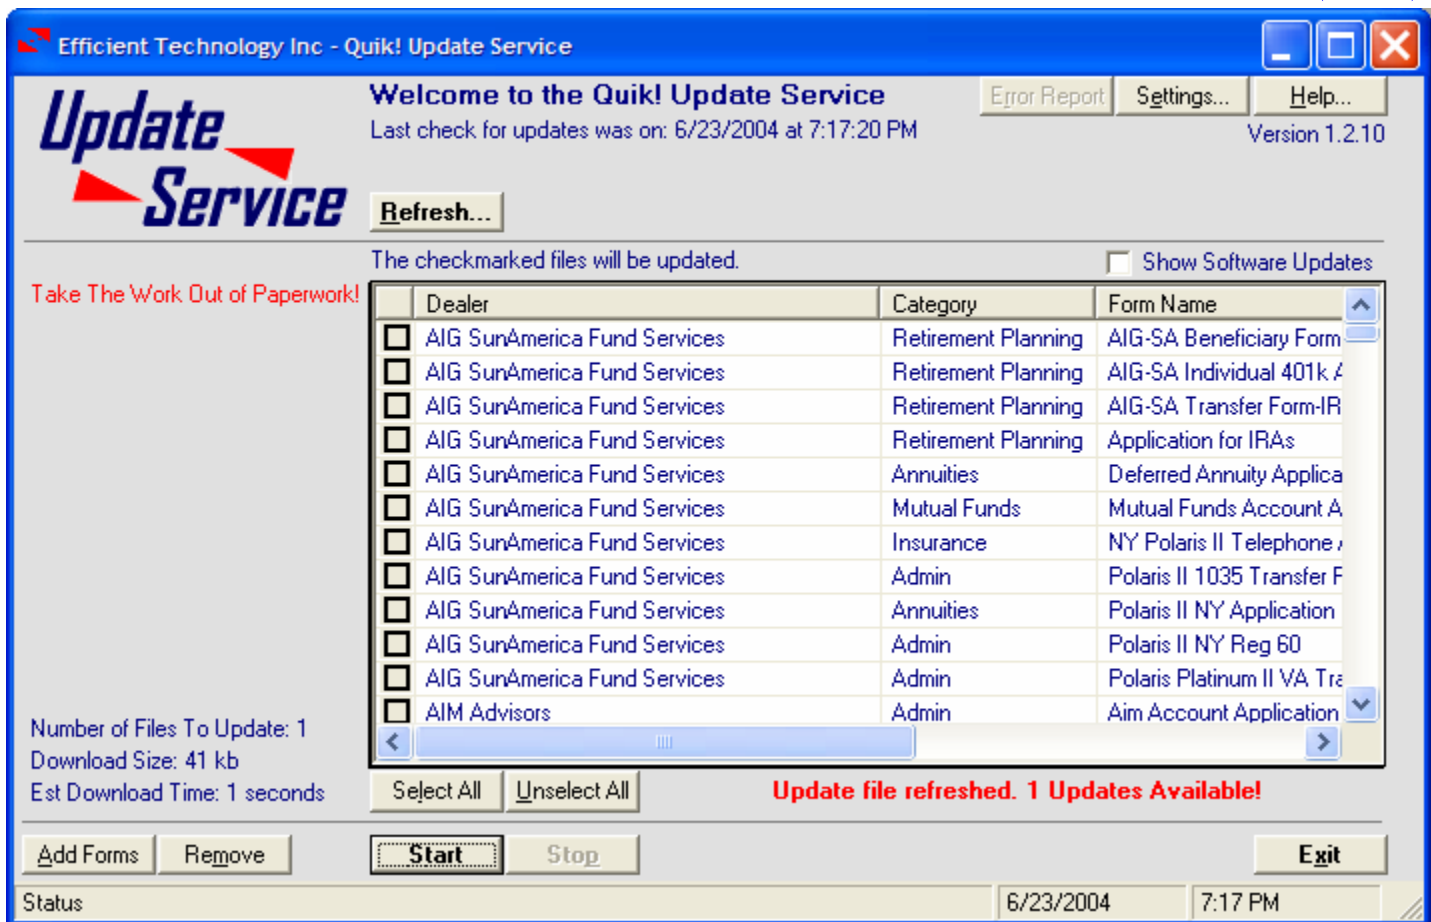 Efficient Technology Inc - Quik! Update Service
Update
Service
Welcome to the Quik! Update Service
Last check for updates was on: 6/23/2004 at 7:17:20 PM
Error Report Settings... Help...
Version 1.2.10
Refresh...
The checkmarked files will be updated.
Show Software Updates
Take The Work Out of Paperwork!
Dealer Category Form Name
AIG SunAmerica Fund Services Retirement Planning AIG-SA Beneficiary Form
AIG SunAmerica Fund Services Retirement Planning AIG-SA Individual 401k A
AIG SunAmerica Fund Services Retirement Planning AIG-SA Transfer Form-IR
AIG SunAmerica Fund Services Retirement Planning Application for IRAs
AIG SunAmerica Fund Services Annuities Deferred Annuity Applica
AIG SunAmerica Fund Services Mutual Funds Mutual Funds Account A
AIG SunAmerica Fund Services Insurance NY Polaris II Telephone
AIG SunAmerica Fund Services Admin Polaris II 1035 Transfer F
AIG SunAmerica Fund Services Annuities Polaris II NY Application
AIG SunAmerica Fund Services Admin Polaris II NY Reg 60
AIG SunAmerica Fund Services Admin Polaris Platinum II VA Tra
AIM Advisors Admin Aim Account Application
Number of Files To Update: 1
Download Size: 41 kb
Est Download Time: 1 seconds
Select All Unselect All
Update file refreshed. 1 Updates Available!
Add Forms Remove Start Stop Exit
Status 6/23/2004 7:17 PM